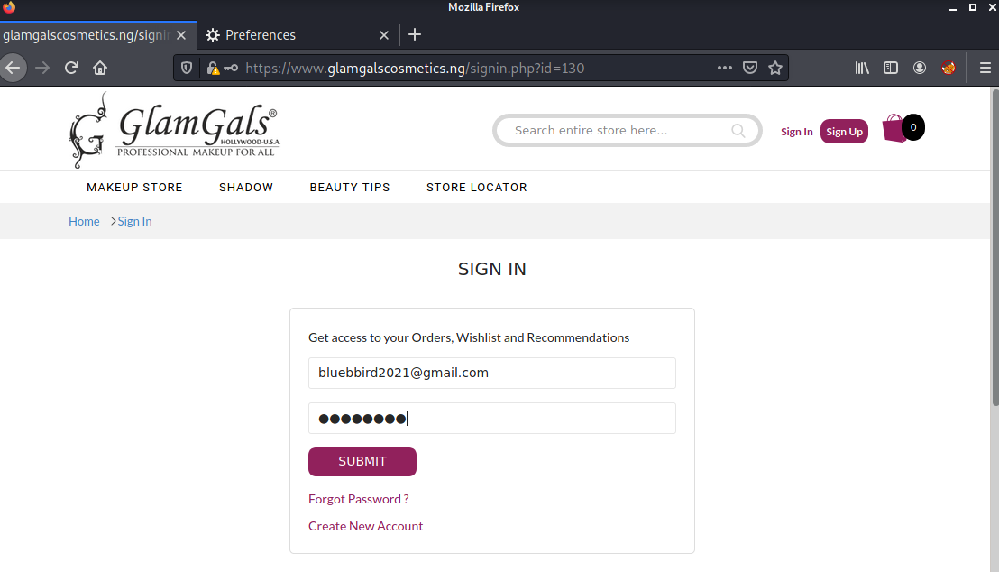 Mozilla Firefox
glamgalscosmetics.ng/signin
Preferences
https://www.glamgalscosmetics.ng/signin.php?id=130
GlamGals®
HOLLYWOOD-U.S.A
PROFESSIONAL MAKEUP FOR ALL
Search entire store here...
Sign In
Sign Up
0
MAKEUP STORE
SHADOW
BEAUTY TIPS
STORE LOCATOR
Home
Sign In
SIGN IN
Get access to your Orders, Wishlist and Recommendations
bluebbird2021@gmail.com
SUBMIT
Forgot Password ?
Create New Account